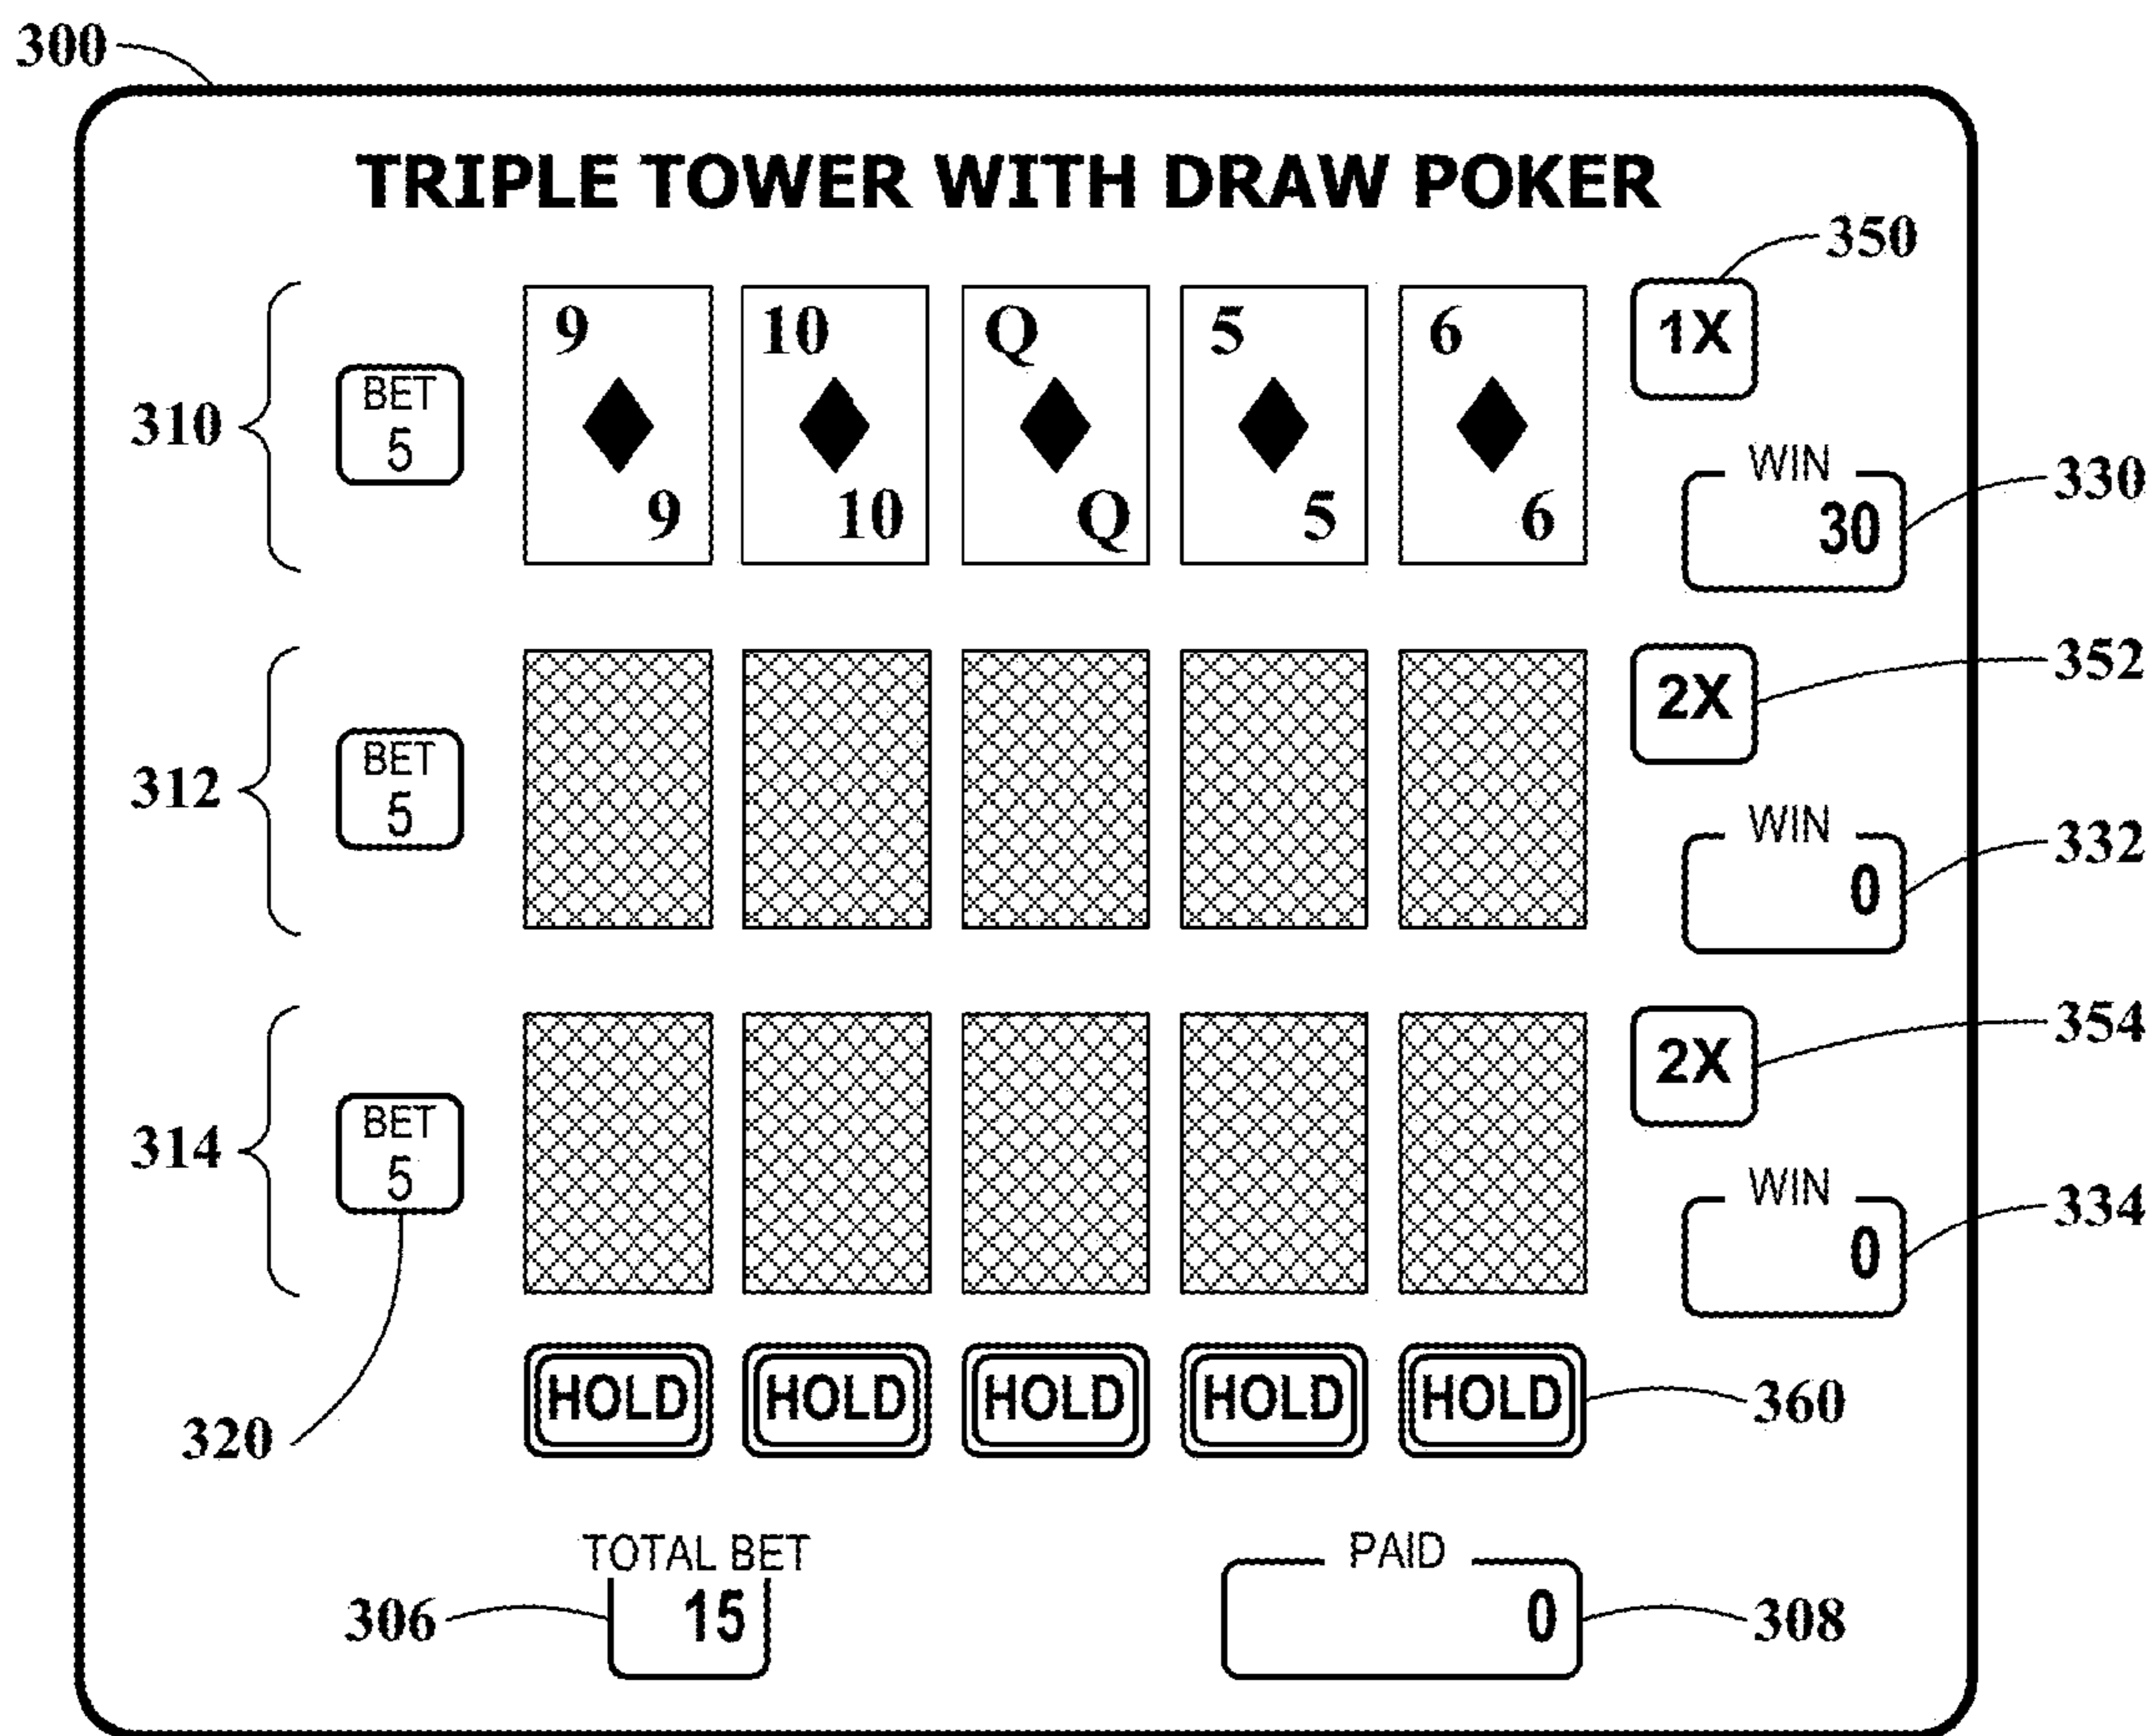 300
TRIPLE TOWER WITH DRAW POKER
350
9 10 Q 5 6 1X
BET
310 5
WIN
330
9 10 Q 5 6 30
352
2X
BET
312 5
WIN
332
0
354
2X
BET
314 5
WIN
334
0
HOLD HOLD HOLD HOLD HOLD 360
320
TOTAL BET PAID
306 15 0 308